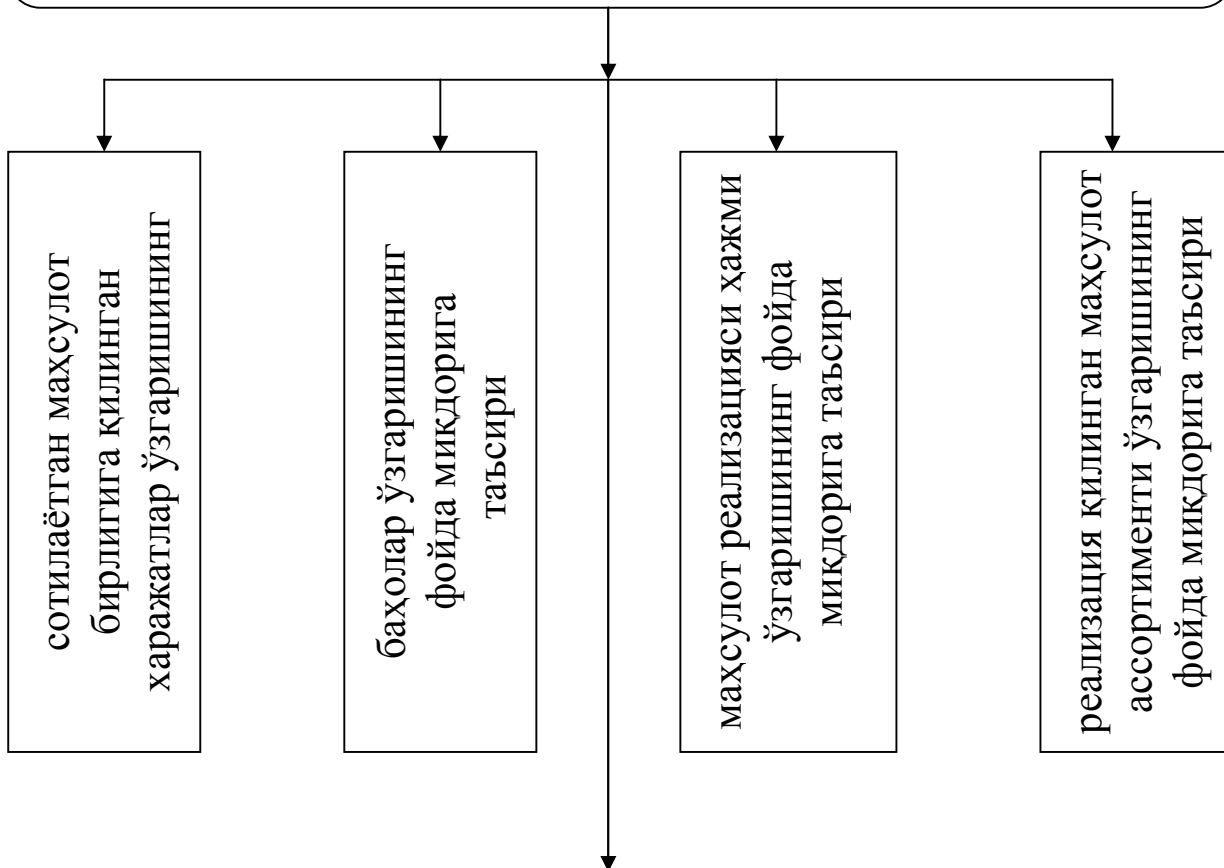 сотилаётган маҳсулот
бирлигига қилинган
харажатлар ўзгаришининг
баҳолар ўзгаришининг
фойда миқдорига
таъсири
маҳсулот реализацияси ҳажми
ўзгаришининг фойда
миқдорига таъсири
реализация қилинган маҳсулот
ассортименти ўзгаришининг
фойда миқдорига таъсири